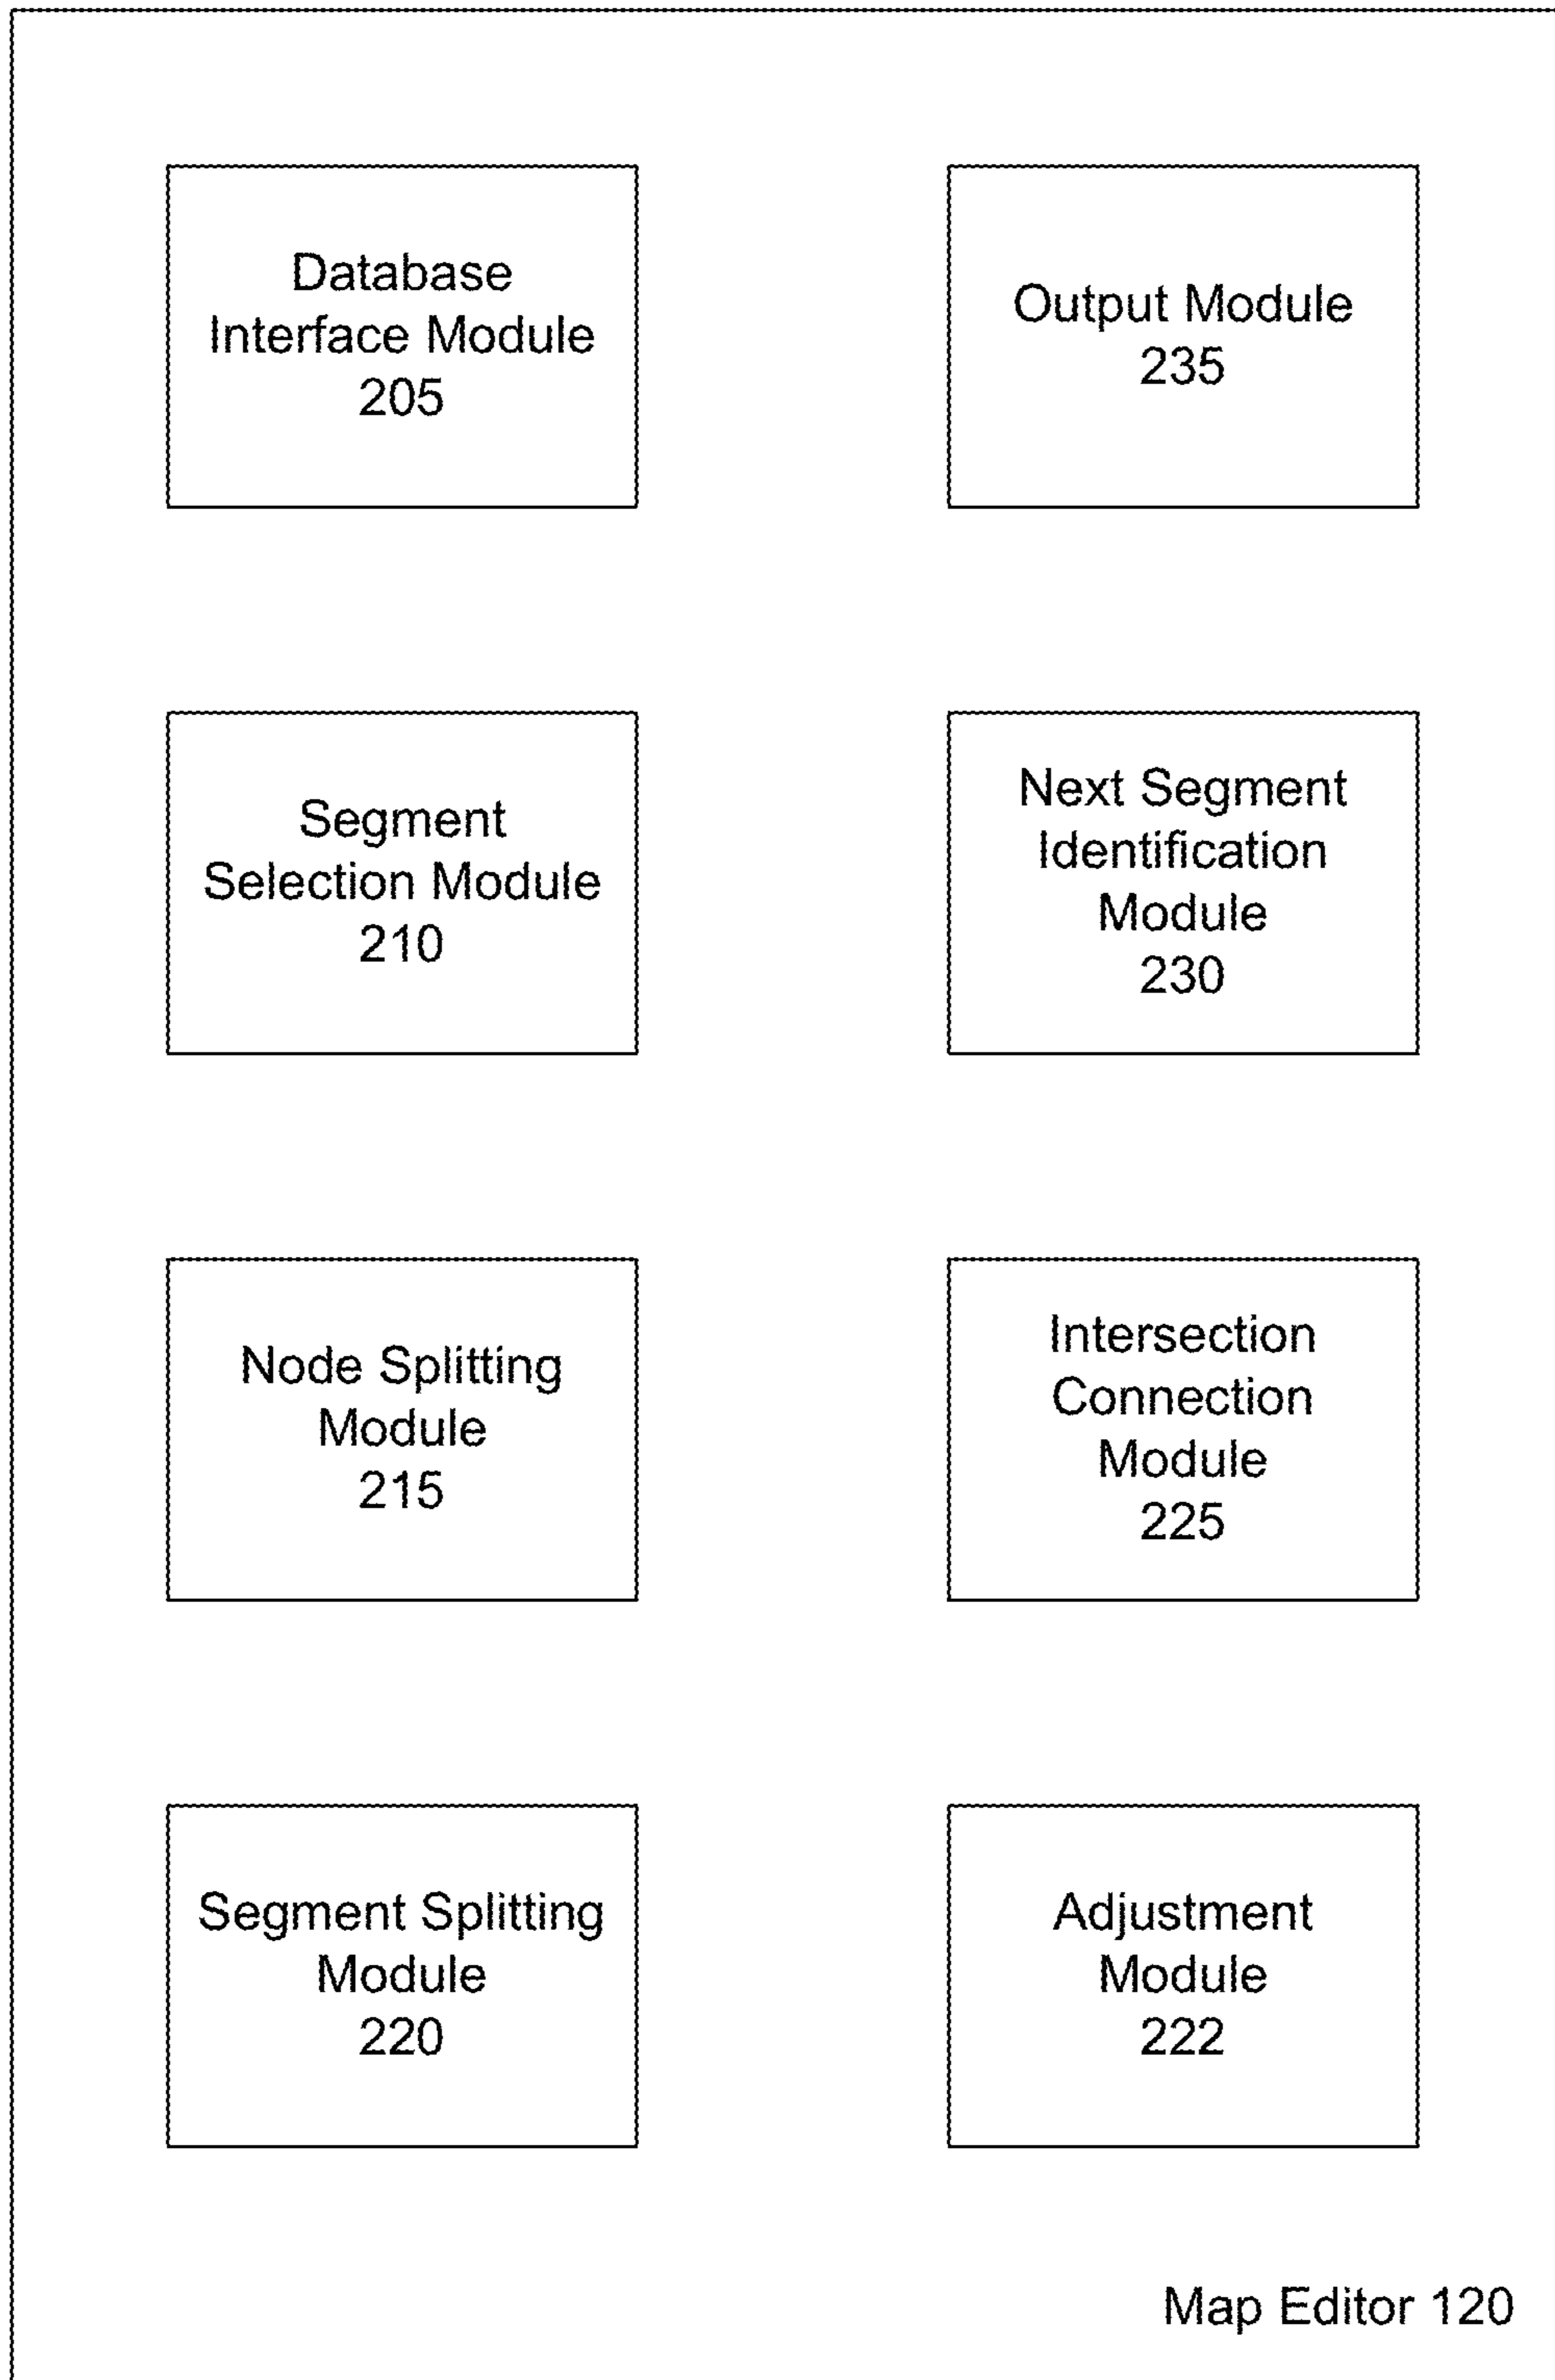 Database
Interface Module
205
Output Module
235
Segment
Selection Module
210
Next Segment
Identification
Module
230
Node Splitting
Module
215
Intersection
Connection
Module
225
Segment Splitting
Module
220
Adjustment
Module
222
Map Editor 120